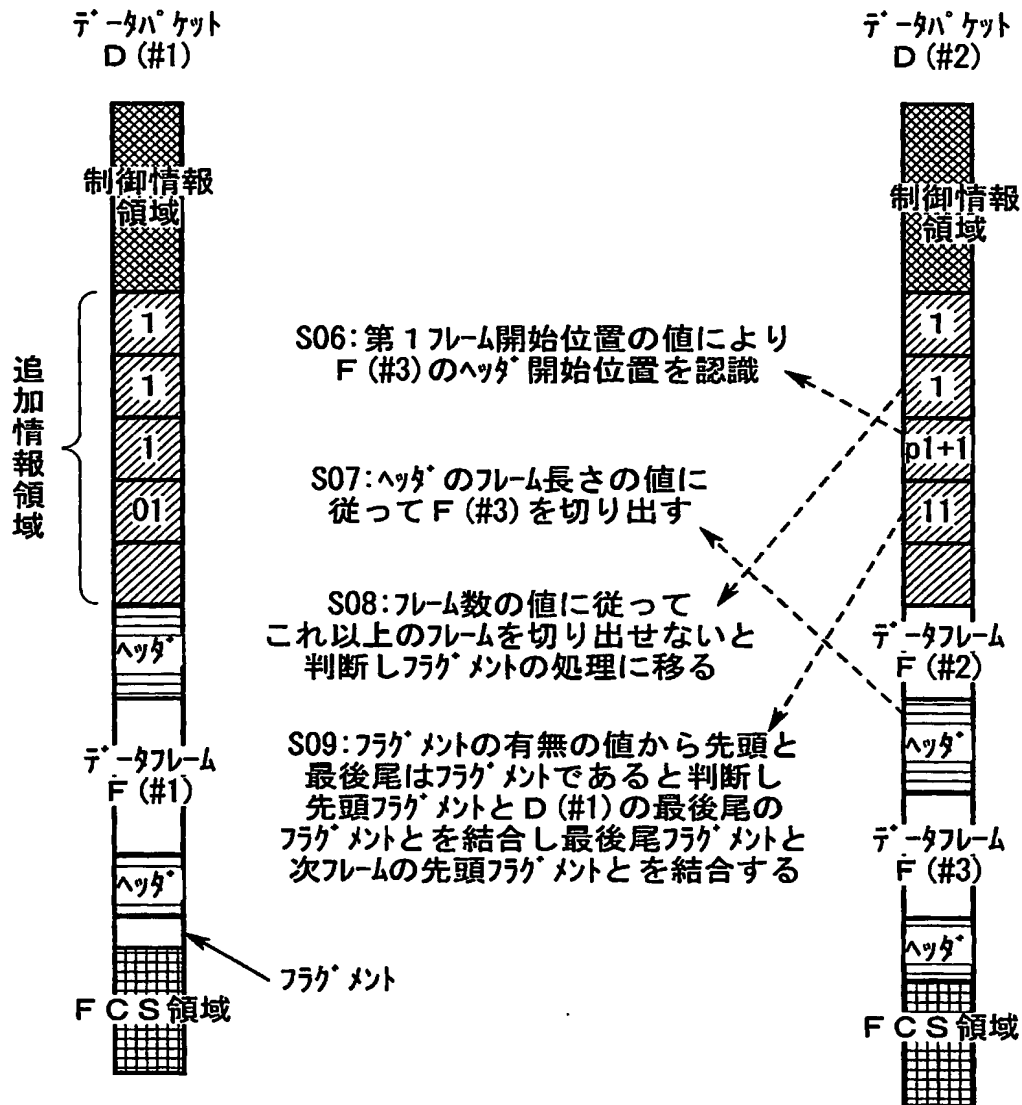 データパケット
D (#1)
制御情報
領域
追加情報領域
1
1
1
01
ヘッダ
データフレーム
F (#1)
ヘッダ
フラグメント
FCS領域
S06:第1フレーム開始位置の値により
F (#3)のヘッダ開始位置を認識
S07:ヘッダのフレーム長さの値に
従ってF (#3)を切り出す
S08:フレーム数の値に従って
これ以上のフレームを切り出せないと
判断しフラグメントの処理に移る
S09:フラグメントの有無の値から先頭と
最後尾はフラグメントであると判断し
先頭フラグメントとD (#1)の最後尾の
フラグメントとを結合し最後尾フラグメントと
次フレームの先頭フラグメントとを結合する
データパケット
D (#2)
制御情報
領域
1
1
p1+1
11
データフレーム
F (#2)
ヘッダ
データフレーム
F (#3)
ヘッダ
FCS領域